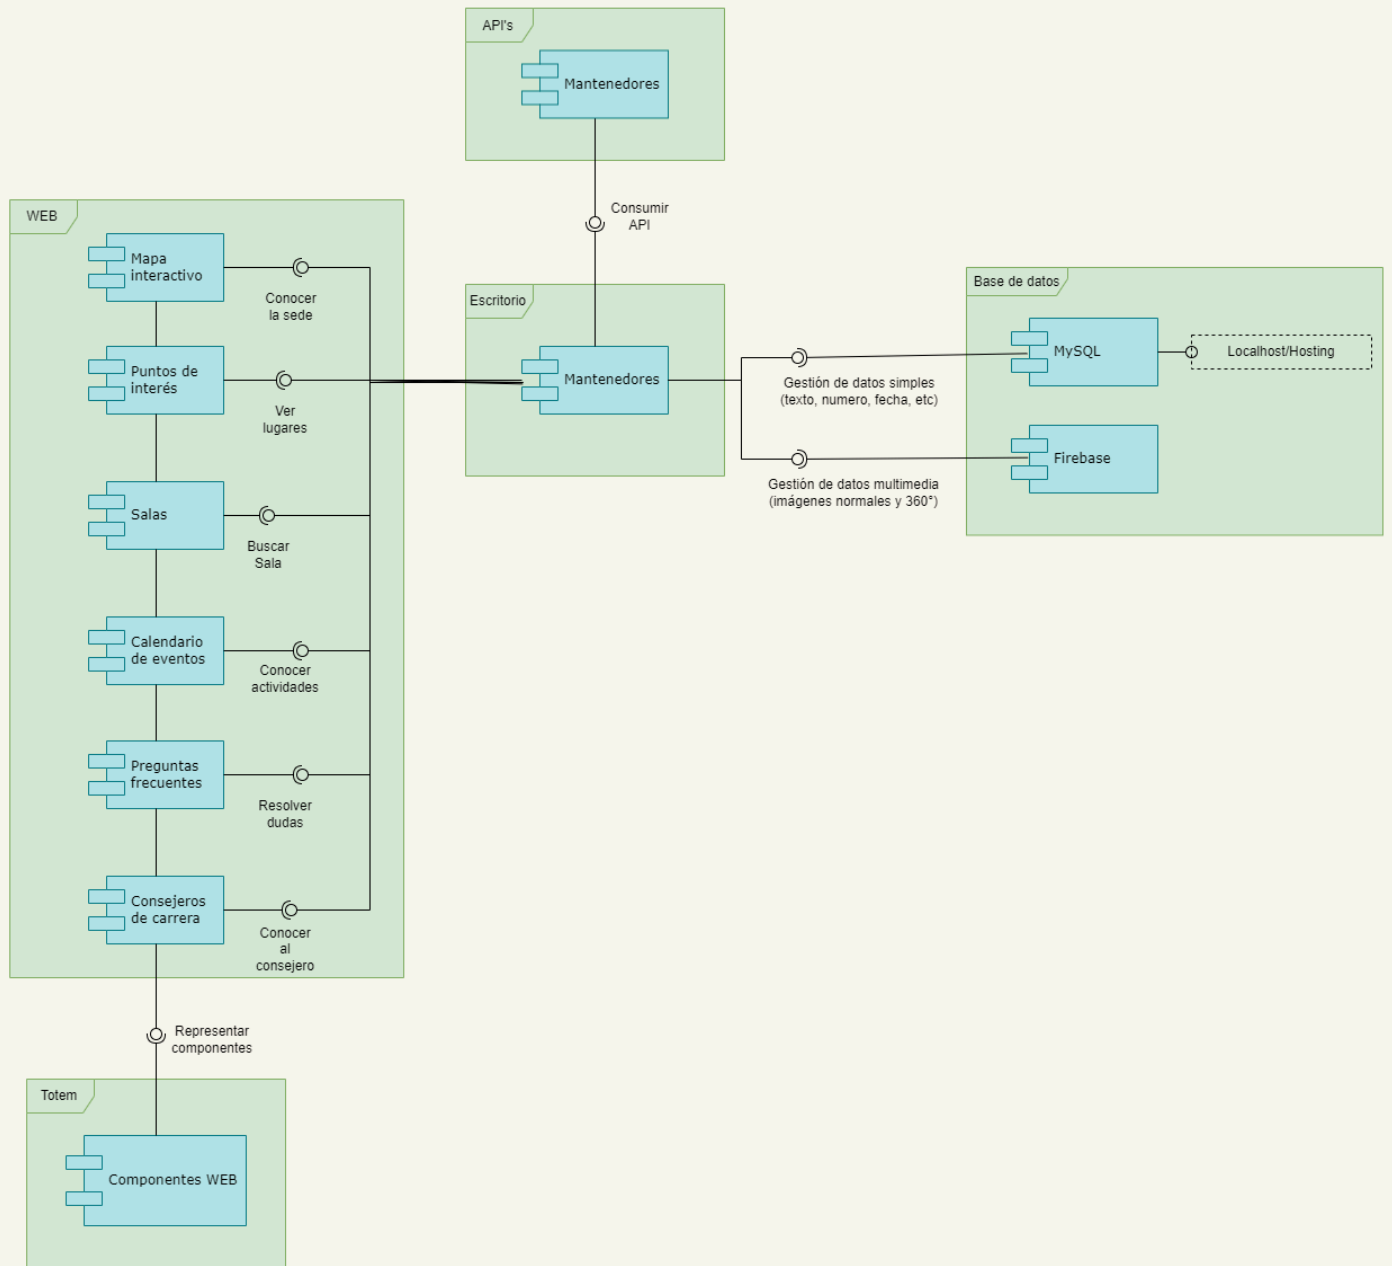 API's
Mantenedores
Consumir
API
WEB
Mapa
interactivo
Conocer
la sede
Puntos de
interés
Ver
lugares
Salas
Buscar
Sala
Calendario
de eventos
Conocer
actividades
Preguntas
frecuentes
Resolver
dudas
Consejeros
de carrera
Conocer
al
consejero
Escritorio
Mantenedores
Base de datos
MySQL
Localhost/Hosting
Gestión de datos simples
(texto, numero, fecha, etc)
Firebase
Gestión de datos multimedia
(imágenes normales y 360°)
Representar
componentes
Totem
Componentes WEB